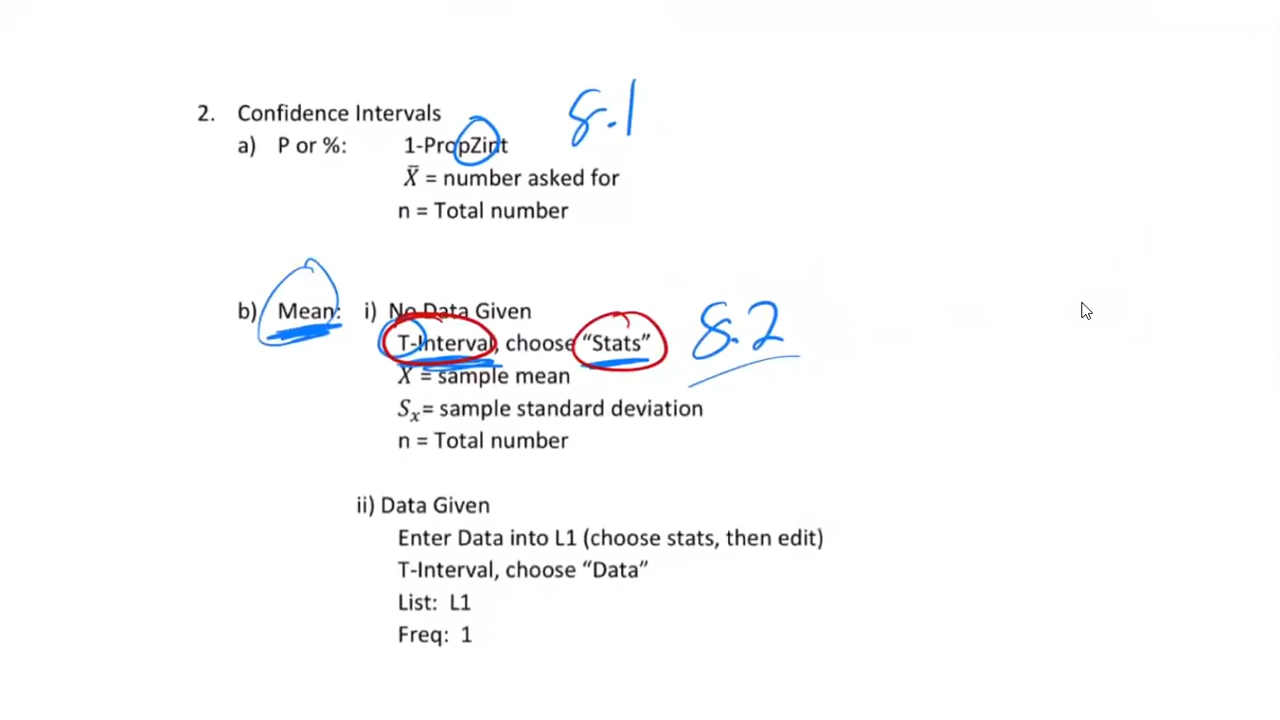 2. Confidence Intervals 8.1
a) P or %: 1-PropZint
X̄ = number asked for
n = Total number
b) Mean: i) No Data Given
T-Interval, choose “Stats” 8.2
X̄ = sample mean
Sₓ= sample standard deviation
n = Total number
ii) Data Given
Enter Data into L1 (choose stats, then edit)
T-Interval, choose “Data”
List: L1
Freq: 1